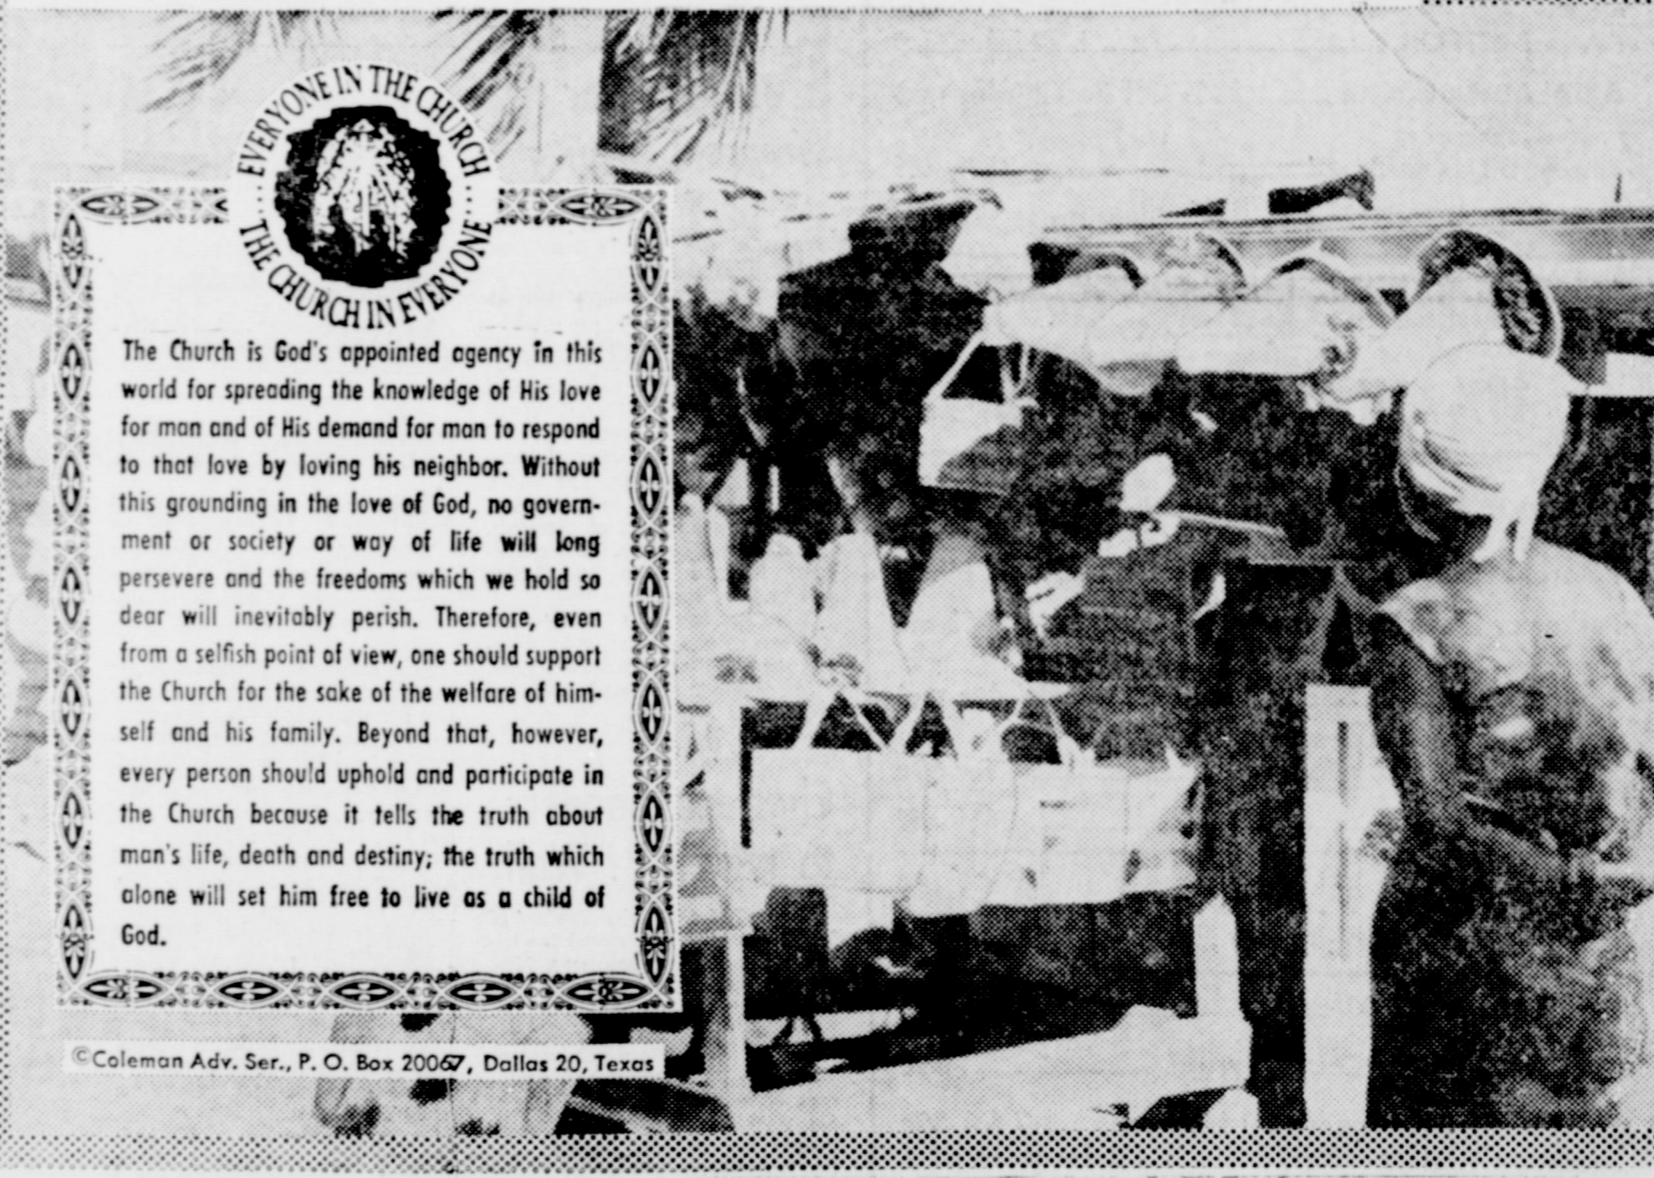 EVERYONE IN THE CHURCH
THE CHURCH IN EVERYONE
The Church is God's appointed agency in this
world for spreading the knowledge of His love
for man and of His demand for man to respond
to that love by loving his neighbor. Without
this grounding in the love of God, no govern-
ment or society or way of life will long
persevere and the freedoms which we hold so
dear will inevitably perish. Therefore, even
from a selfish point of view, one should support
the Church for the sake of the welfare of him-
self and his family. Beyond that, however,
every person should uphold and participate in
the Church because it tells the truth about
man's life, death and destiny; the truth which
alone will set him free to live as a child of
God.
©Coleman Adv. Ser., P. O. Box 20067, Dallas 20, Texas